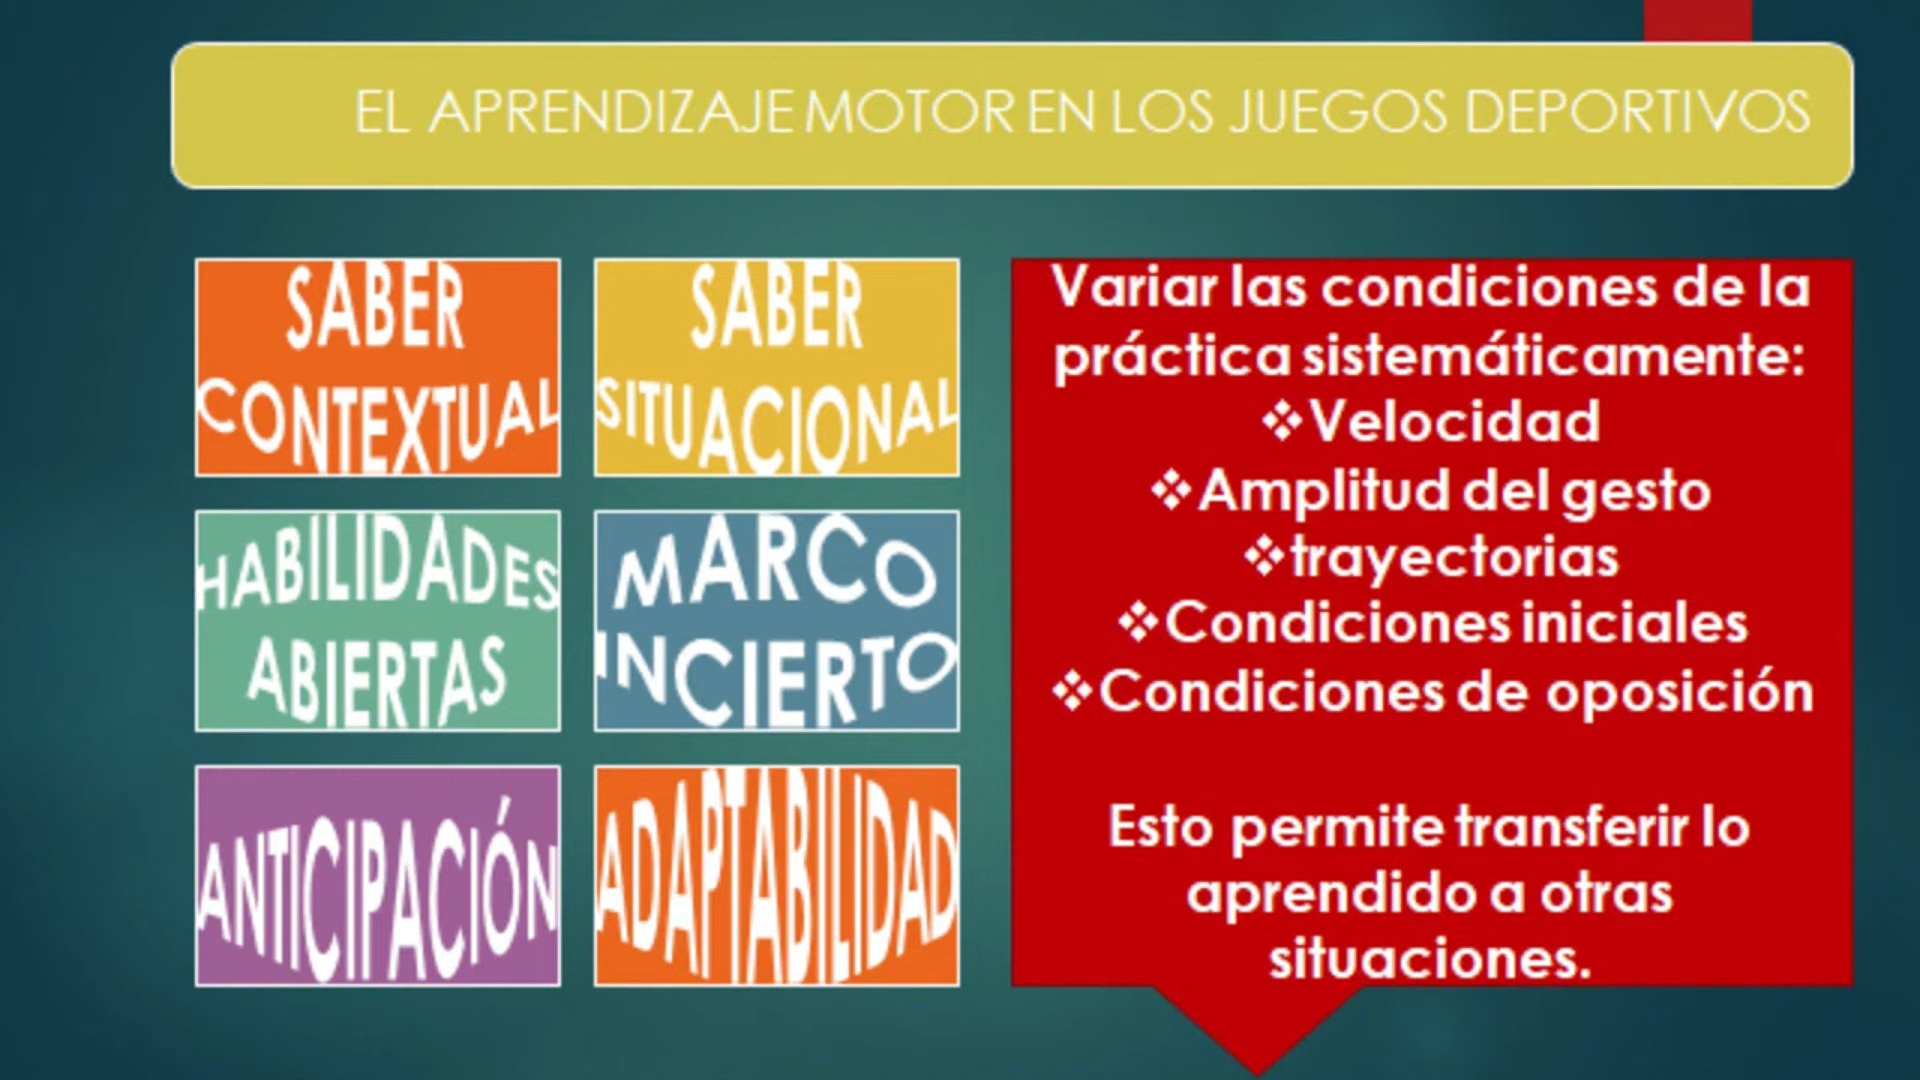 EL APRENDIZAJE MOTOR EN LOS JUEGOS DEPORTIVOS
SABER
CONTEXTUAL
SABER
SITUACIONAL
HABILIDADES
ABIERTAS
MARCO
INCIERTO
ANTICIPACIÓN
ADAPTABILIDAD
Variar las condiciones de la
práctica sistemáticamente:
❖Velocidad
❖Amplitud del gesto
❖trayectorias
❖Condiciones iniciales
❖Condiciones de oposición
Esto permite transferir lo
aprendido a otras
situaciones.